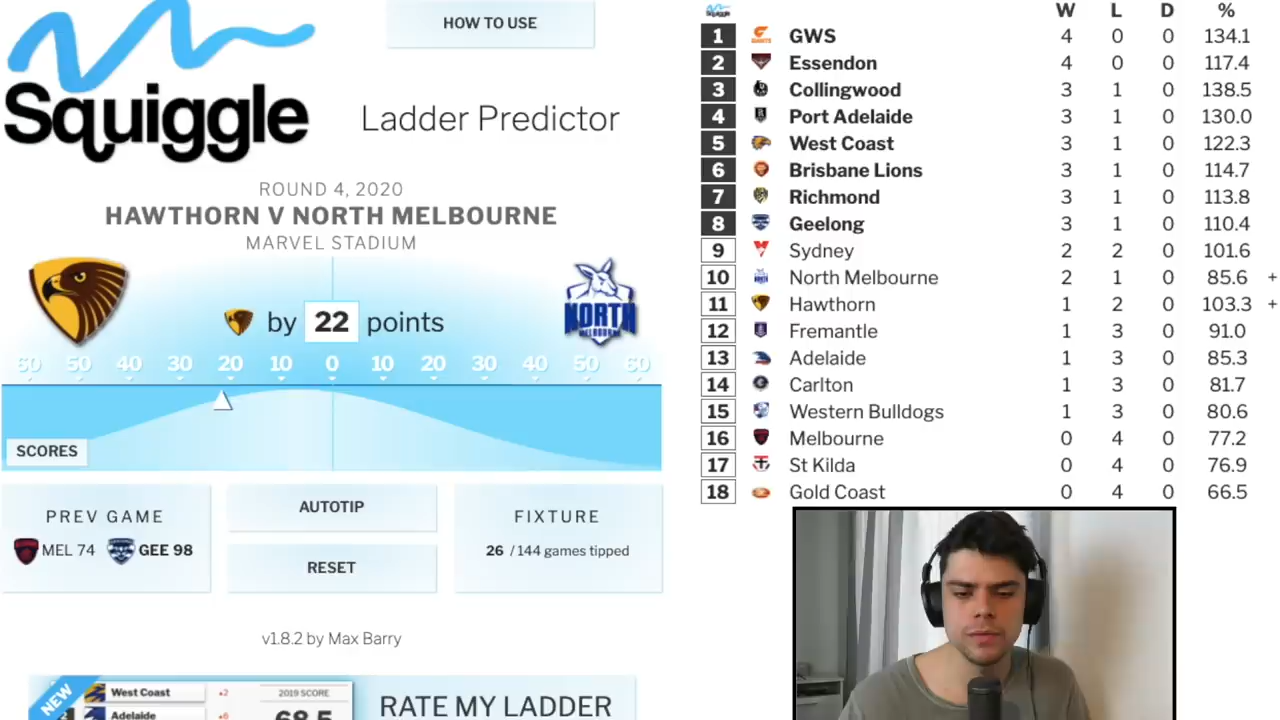 HOW TO USE
Squiggle
Ladder Predictor
ROUND 4, 2020
HAWTHORN V NORTH MELBOURNE
MARVEL STADIUM
NORTH
MELBOURNE
by 22 points
60 50 40 30 20 10 0 10 20 30 40 50 60
SCORES
PREV GAME
MEL 74 GEE 98
AUTOTIP
RESET
FIXTURE
26 / 144 games tipped
v1.8.2 by Max Barry
NEW
West Coast +2
Adelaide +6
2019 SCORE
68.5
RATE MY LADDER
W L D %
1 GWS 4 0 0 134.1
2 Essendon 4 0 0 117.4
3 Collingwood 3 1 0 138.5
4 Port Adelaide 3 1 0 130.0
5 West Coast 3 1 0 122.3
6 Brisbane Lions 3 1 0 114.7
7 Richmond 3 1 0 113.8
8 Geelong 3 1 0 110.4
9 Sydney 2 2 0 101.6
10 North Melbourne 2 1 0 85.6 +
11 Hawthorn 1 2 0 103.3 +
12 Fremantle 1 3 0 91.0
13 Adelaide 1 3 0 85.3
14 Carlton 1 3 0 81.7
15 Western Bulldogs 1 3 0 80.6
16 Melbourne 0 4 0 77.2
17 St Kilda 0 4 0 76.9
18 Gold Coast 0 4 0 66.5